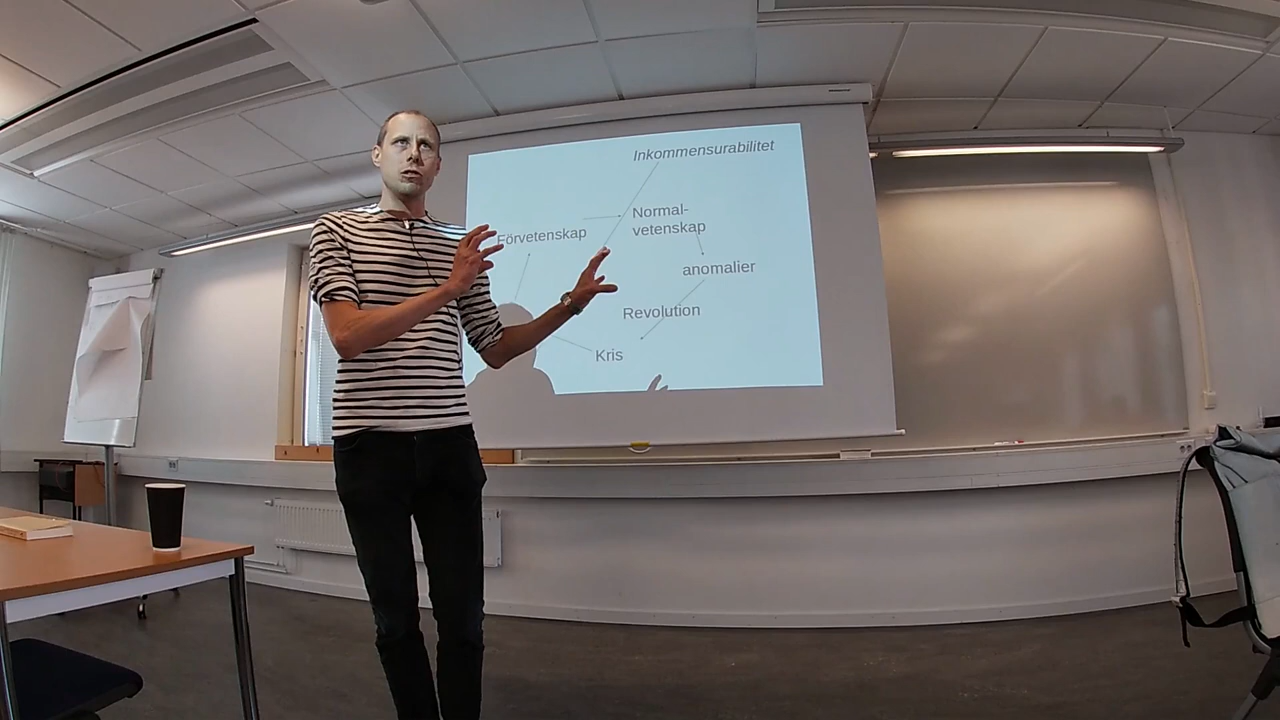 Inkommensurabilitet
Förvetenskap
Normal-
vetenskap
anomalier
Revolution
Kris